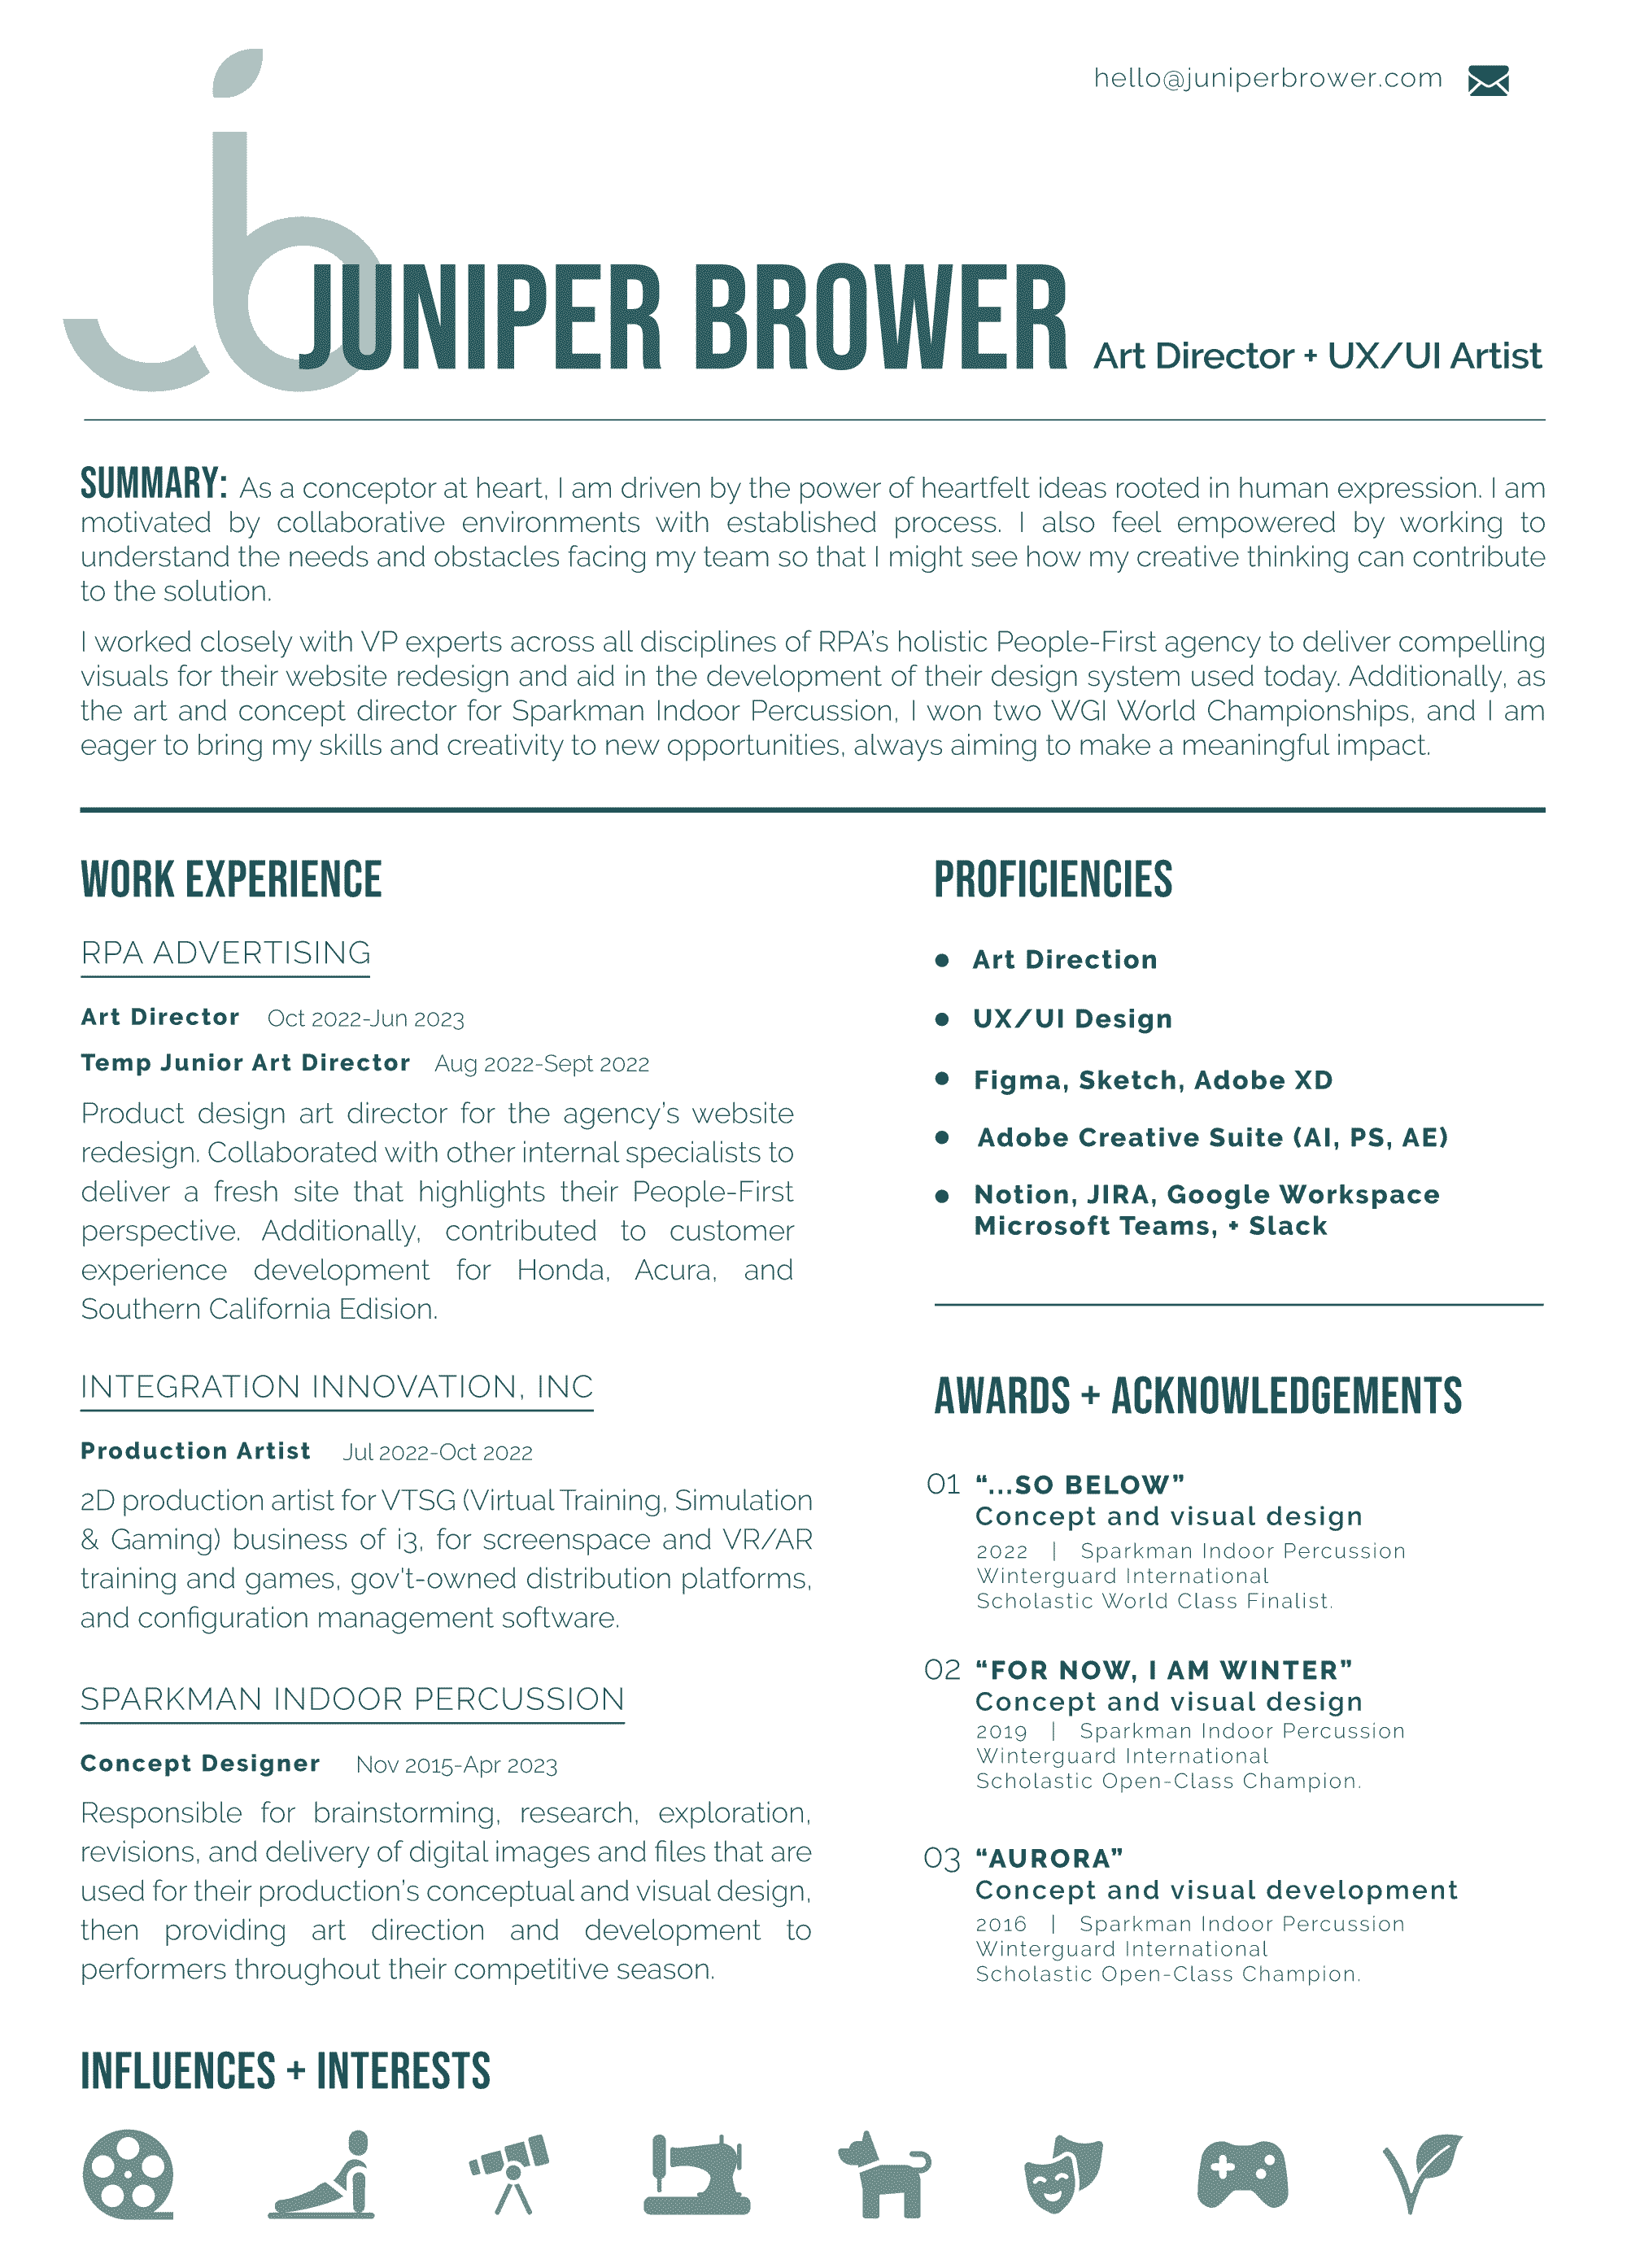 hello@juniperbrower.com
jb
JUNIPER BROWER Art Director + UX/UI Artist
SUMMARY: As a conceptor at heart, I am driven by the power of heartfelt ideas rooted in human expression. I am
motivated by collaborative environments with established process. I also feel empowered by working to
understand the needs and obstacles facing my team so that I might see how my creative thinking can contribute
to the solution.
I worked closely with VP experts across all disciplines of RPA’s holistic People-First agency to deliver compelling
visuals for their website redesign and aid in the development of their design system used today. Additionally, as
the art and concept director for Sparkman Indoor Percussion, I won two WGI World Championships, and I am
eager to bring my skills and creativity to new opportunities, always aiming to make a meaningful impact.
WORK EXPERIENCE
RPA ADVERTISING
Art Director Oct 2022-Jun 2023
Temp Junior Art Director Aug 2022-Sept 2022
Product design art director for the agency’s website
redesign. Collaborated with other internal specialists to
deliver a fresh site that highlights their People-First
perspective. Additionally, contributed to customer
experience development for Honda, Acura, and
Southern California Edision.
INTEGRATION INNOVATION, INC
Production Artist Jul 2022-Oct 2022
2D production artist for VTSG (Virtual Training, Simulation
& Gaming) business of i3, for screenspace and VR/AR
training and games, gov't-owned distribution platforms,
and configuration management software.
SPARKMAN INDOOR PERCUSSION
Concept Designer Nov 2015-Apr 2023
Responsible for brainstorming, research, exploration,
revisions, and delivery of digital images and files that are
used for their production’s conceptual and visual design,
then providing art direction and development to
performers throughout their competitive season.
PROFICIENCIES
• Art Direction
• UX/UI Design
• Figma, Sketch, Adobe XD
• Adobe Creative Suite (AI, PS, AE)
• Notion, JIRA, Google Workspace
Microsoft Teams, + Slack
AWARDS + ACKNOWLEDGEMENTS
01 “...SO BELOW”
Concept and visual design
2022 | Sparkman Indoor Percussion
Winterguard International
Scholastic World Class Finalist.
02 “FOR NOW, I AM WINTER”
Concept and visual design
2019 | Sparkman Indoor Percussion
Winterguard International
Scholastic Open-Class Champion.
03 “AURORA”
Concept and visual development
2016 | Sparkman Indoor Percussion
Winterguard International
Scholastic Open-Class Champion.
INFLUENCES + INTERESTS